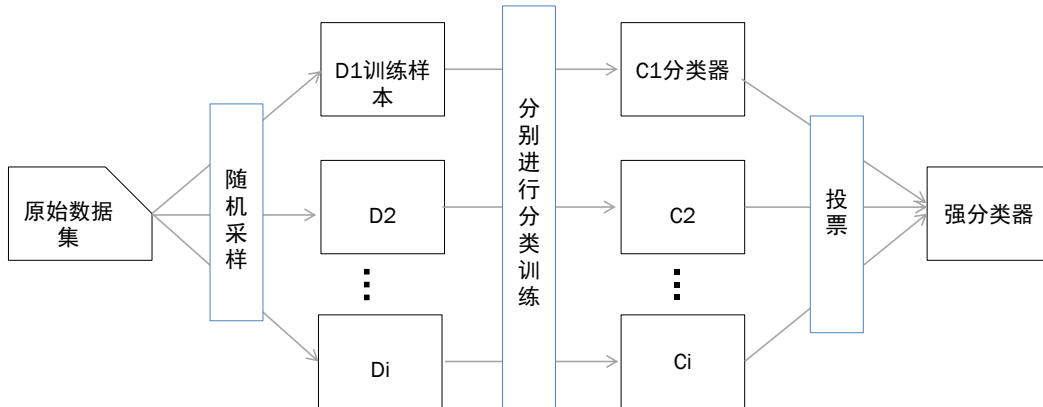 原始数据
集
随
机
采
样
D1训练样
本
D2
Di
分
别
进
行
分
类
训
练
C1分类器
C2
Ci
投
票
强分类器